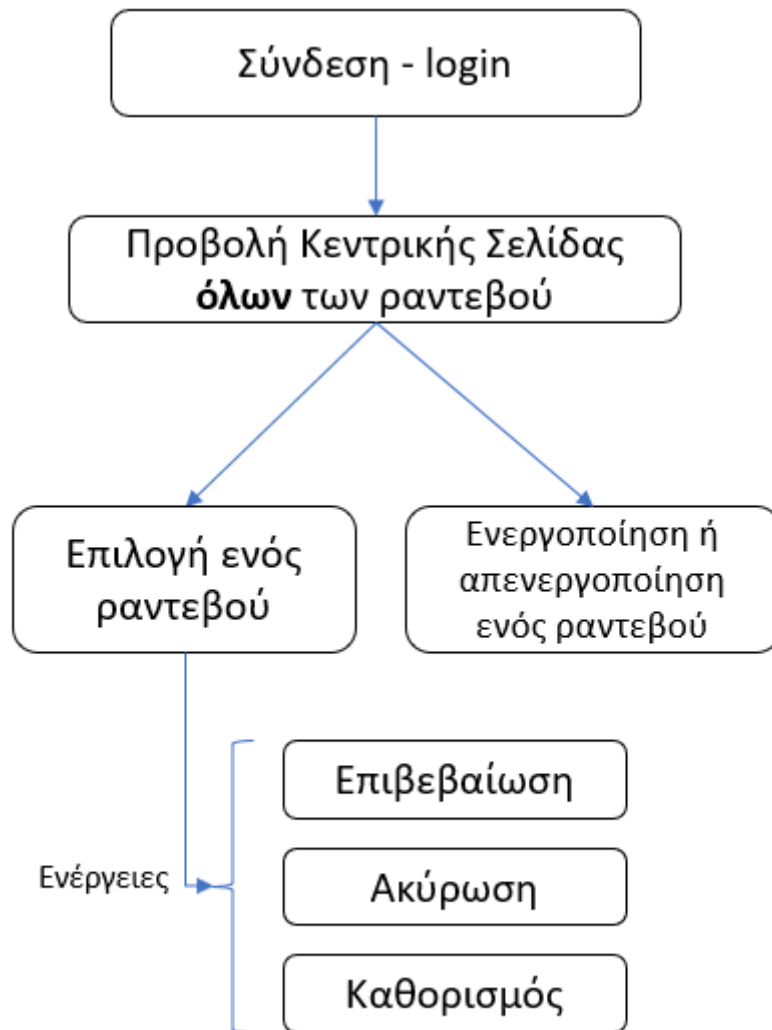 Σύνδεση - login
Προβολή Κεντρικής Σελίδας
όλων των ραντεβού
Επιλογή ενός
ραντεβού
Ενεργοποίηση ή
απενεργοποίηση
ενός ραντεβού
Ενέργειες
Επιβεβαίωση
Ακύρωση
Καθορισμός